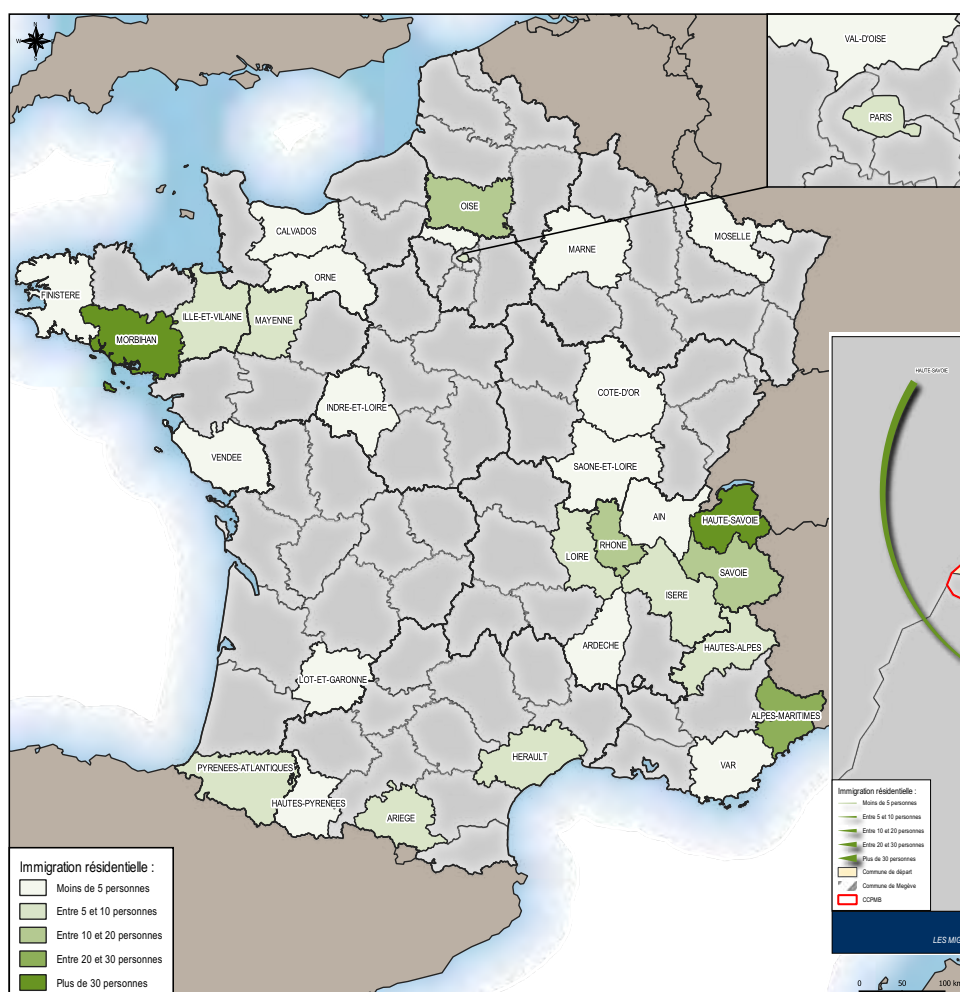 N
W
E
S
VAL-D'OISE
PARIS
OISE
CALVADOS
MARNE
MOSELLE
ORNE
FINISTERE
ILLE-ET-VILAINE
MAYENNE
MORBIHAN
INDRE-ET-LOIRE
COTE-D'OR
VENDEE
SAONE-ET-LOIRE
AIN
HAUTE-SAVOIE
RHONE
LOIRE
SAVOIE
ISERE
ARDECHE
HAUTES-ALPES
LOT-ET-GARONNE
ALPES-MARITIMES
HERAULT
VAR
PYRENEES-ATLANTIQUES
HAUTES-PYRENEES
ARIEGE
Immigration résidentielle :
Moins de 5 personnes
Entre 5 et 10 personnes
Entre 10 et 20 personnes
Entre 20 et 30 personnes
Plus de 30 personnes
HAUTE-SAVOIE
Immigration résidentielle :
Moins de 5 personnes
Entre 5 et 10 personnes
Entre 10 et 20 personnes
Entre 20 et 30 personnes
Plus de 30 personnes
Commune de départ
Commune de Megève
CCPMB
LES MIG
0 50 100 km